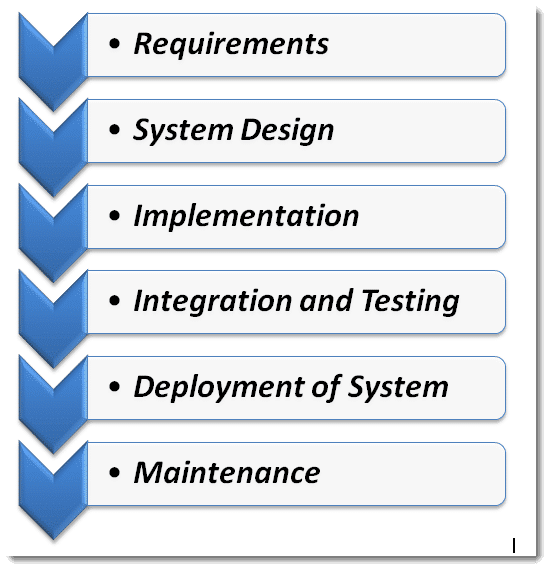 • Requirements
• System Design
• Implementation
• Integration and Testing
• Deployment of System
• Maintenance